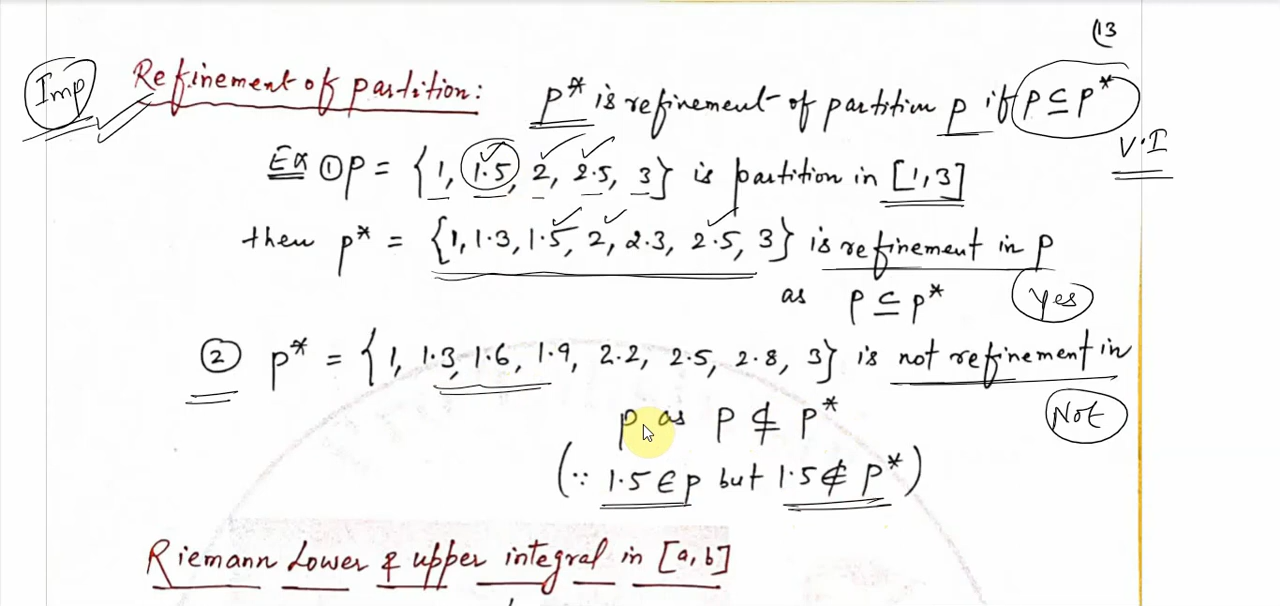 13
Imp
Refinement of partition: P* is refinement of partition P if P ⊆ P*
V.I
Ex ① P = {1, 1.5, 2, 2.5, 3} is partition in [1,3]
then P* = {1, 1.3, 1.5, 2, 2.3, 2.5, 3} is refinement in P
as P ⊆ P* Yes
② P* = {1, 1.3, 1.6, 1.9, 2.2, 2.5, 2.8, 3} is not refinement in
P as P ⊈ P* Not
(∵ 1.5 ∈ P but 1.5 ∉ P*)
Riemann Lower & upper integral in [a, b]